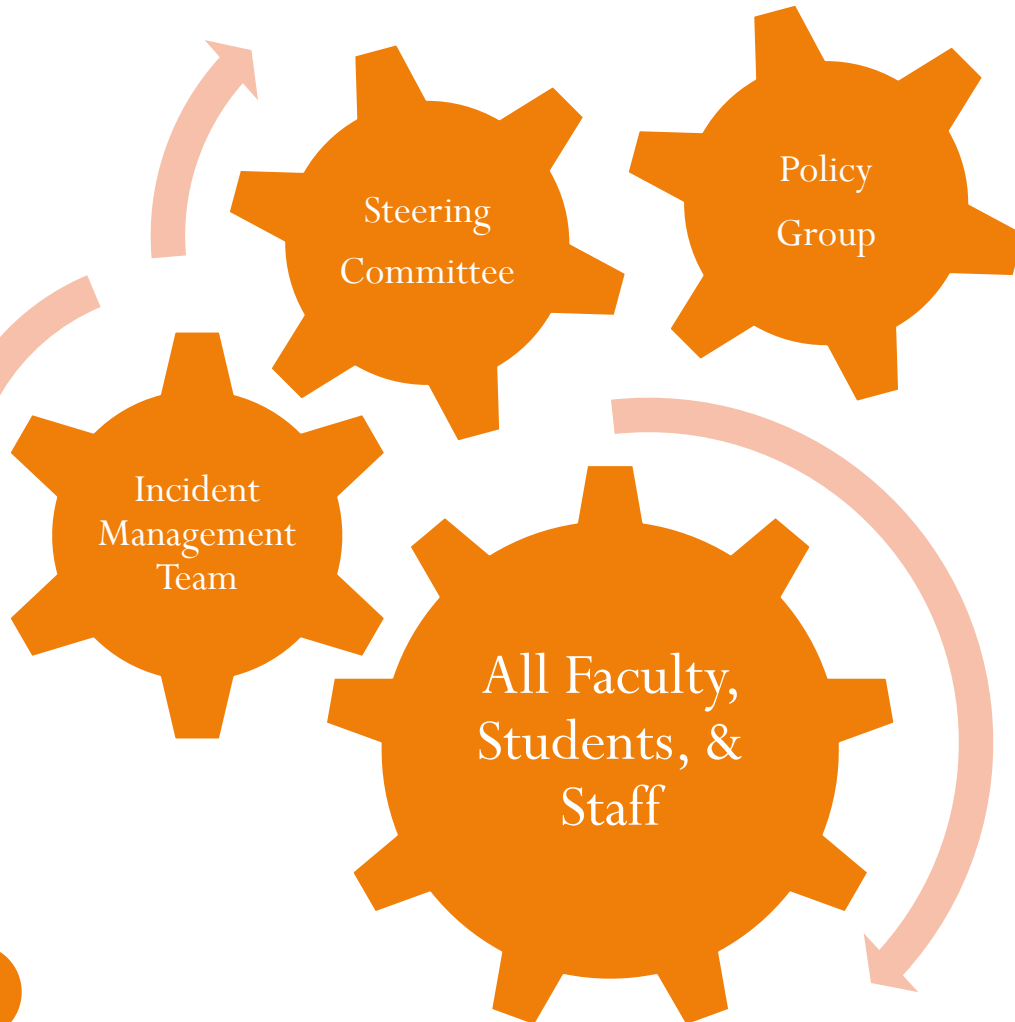 Steering
Committee
Policy
Group
Incident
Management
Team
All Faculty,
Students, &
Staff